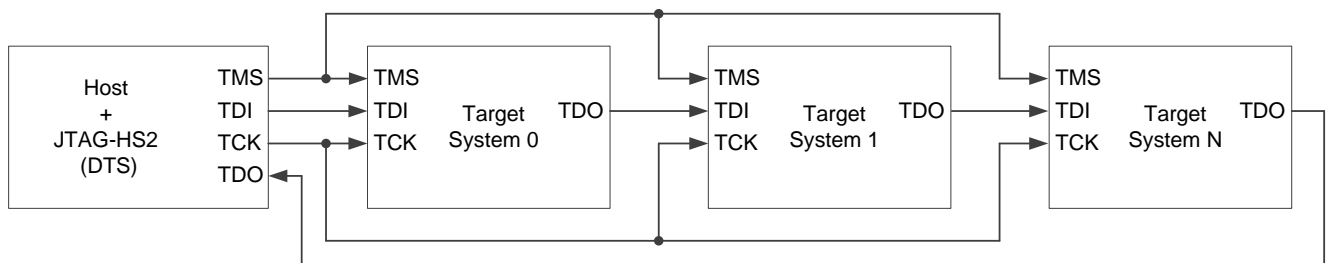 Host
+
JTAG-HS2
(DTS)
TMS
TDI
TCK
TDO
TMS
TDI
TCK
Target
System 0
TDO
TMS
TDI
TCK
Target
System 1
TDO
TMS
TDI
TCK
Target
System N
TDO